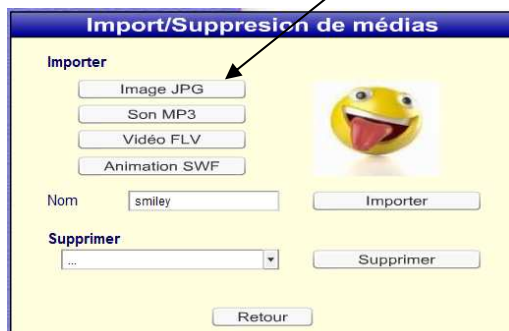 Import/Suppresion de médias
Importer
Image JPG
Son MP3
Vidéo FLV
Animation SWF
Nom smiley Importer
Supprimer
... Supprimer
Retour